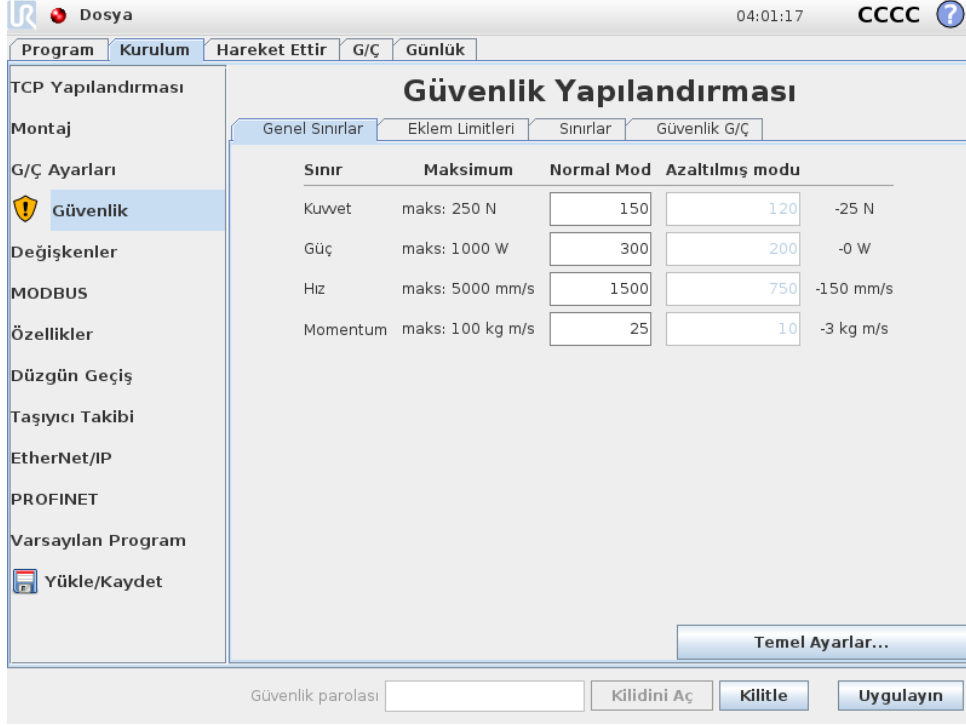 UR Dosya 04:01:17 CCCC ?
Program Kurulum Hareket Ettir G/Ç Günlük
TCP Yapılandırması
Montaj
G/Ç Ayarları
Güvenlik
Değişkenler
MODBUS
Özellikler
Düzgün Geçiş
Taşıyıcı Takibi
EtherNet/IP
PROFINET
Varsayılan Program
Yükle/Kaydet
Güvenlik Yapılandırması
Genel Sınırlar Eklem Limitleri Sınırlar Güvenlik G/Ç
Sınır Maksimum Normal Mod Azaltılmış modu
Kuvvet maks: 250 N 150 120 -25 N
Güç maks: 1000 W 300 200 -0 W
Hız maks: 5000 mm/s 1500 750 -150 mm/s
Momentum maks: 100 kg m/s 25 10 -3 kg m/s
Temel Ayarlar...
Güvenlik parolası Kilidini Aç Kilitle Uygulayın